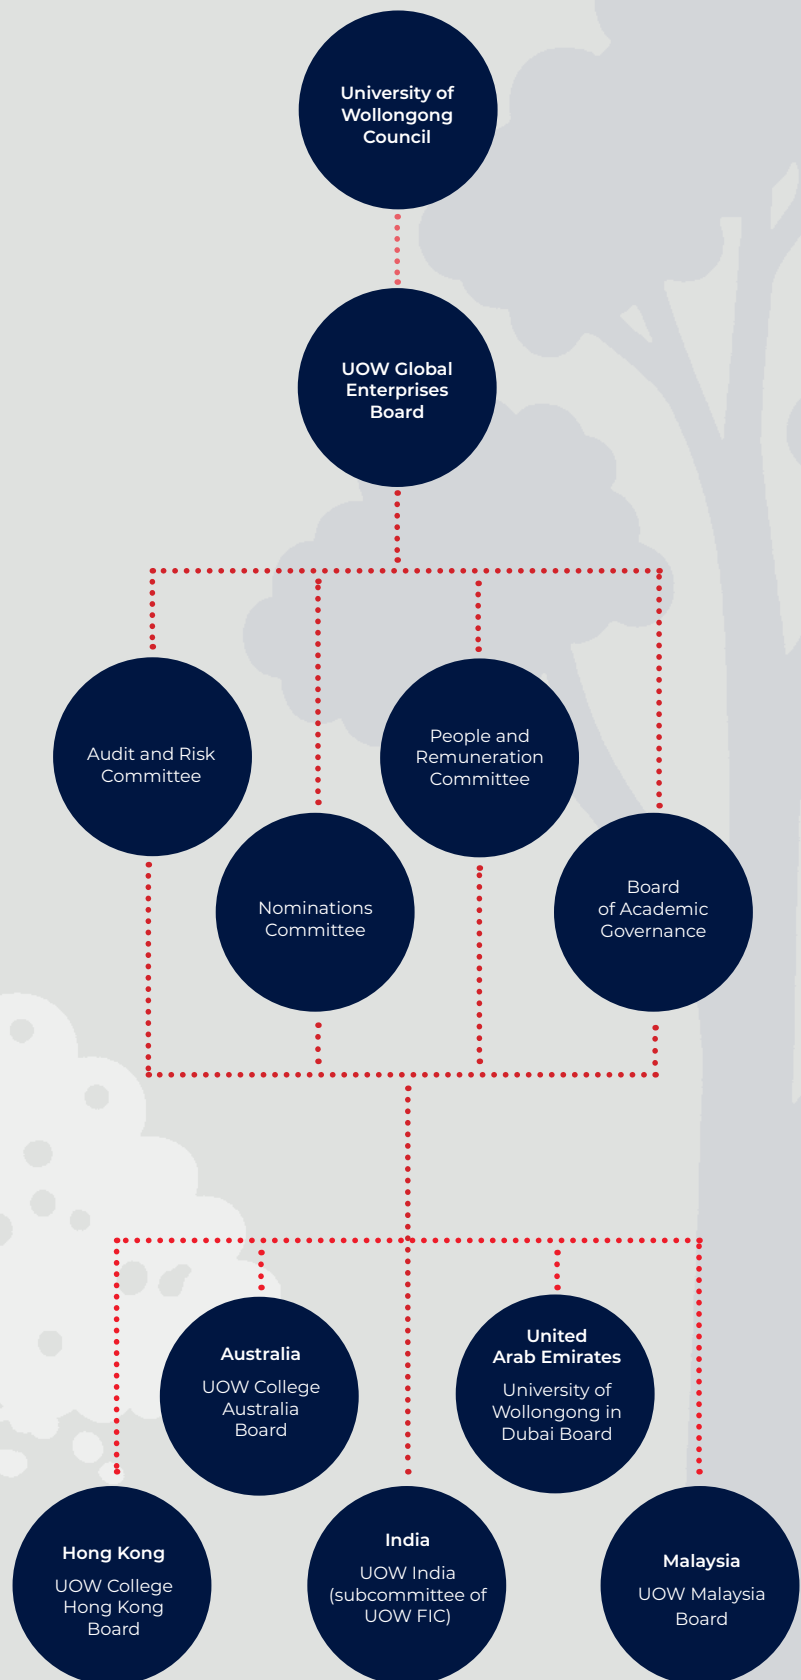 University of
Wollongong
Council
UOW Global
Enterprises
Board
Audit and Risk
Committee
People and
Remuneration
Committee
Nominations
Committee
Board
of Academic
Governance
Australia
UOW College
Australia
Board
United
Arab Emirates
University of
Wollongong in
Dubai Board
Hong Kong
UOW College
Hong Kong
Board
India
UOW India
(subcommittee of
UOW FIC)
Malaysia
UOW Malaysia
Board